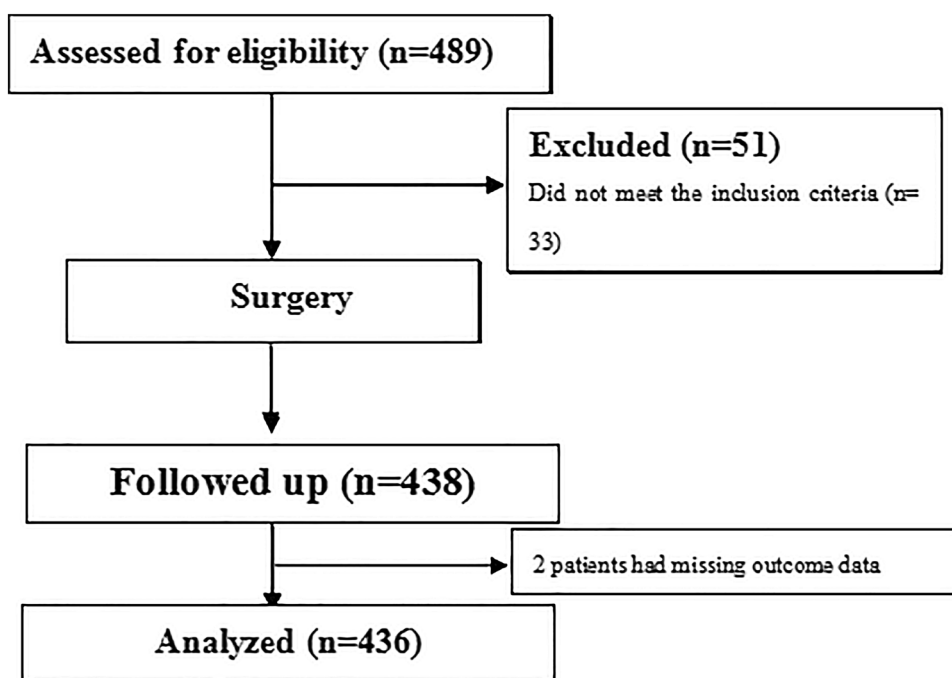 Assessed for eligibility (n=489)
Excluded (n=51)
Did not meet the inclusion criteria (n=
33)
Surgery
Followed up (n=438)
2 patients had missing outcome data
Analyzed (n=436)